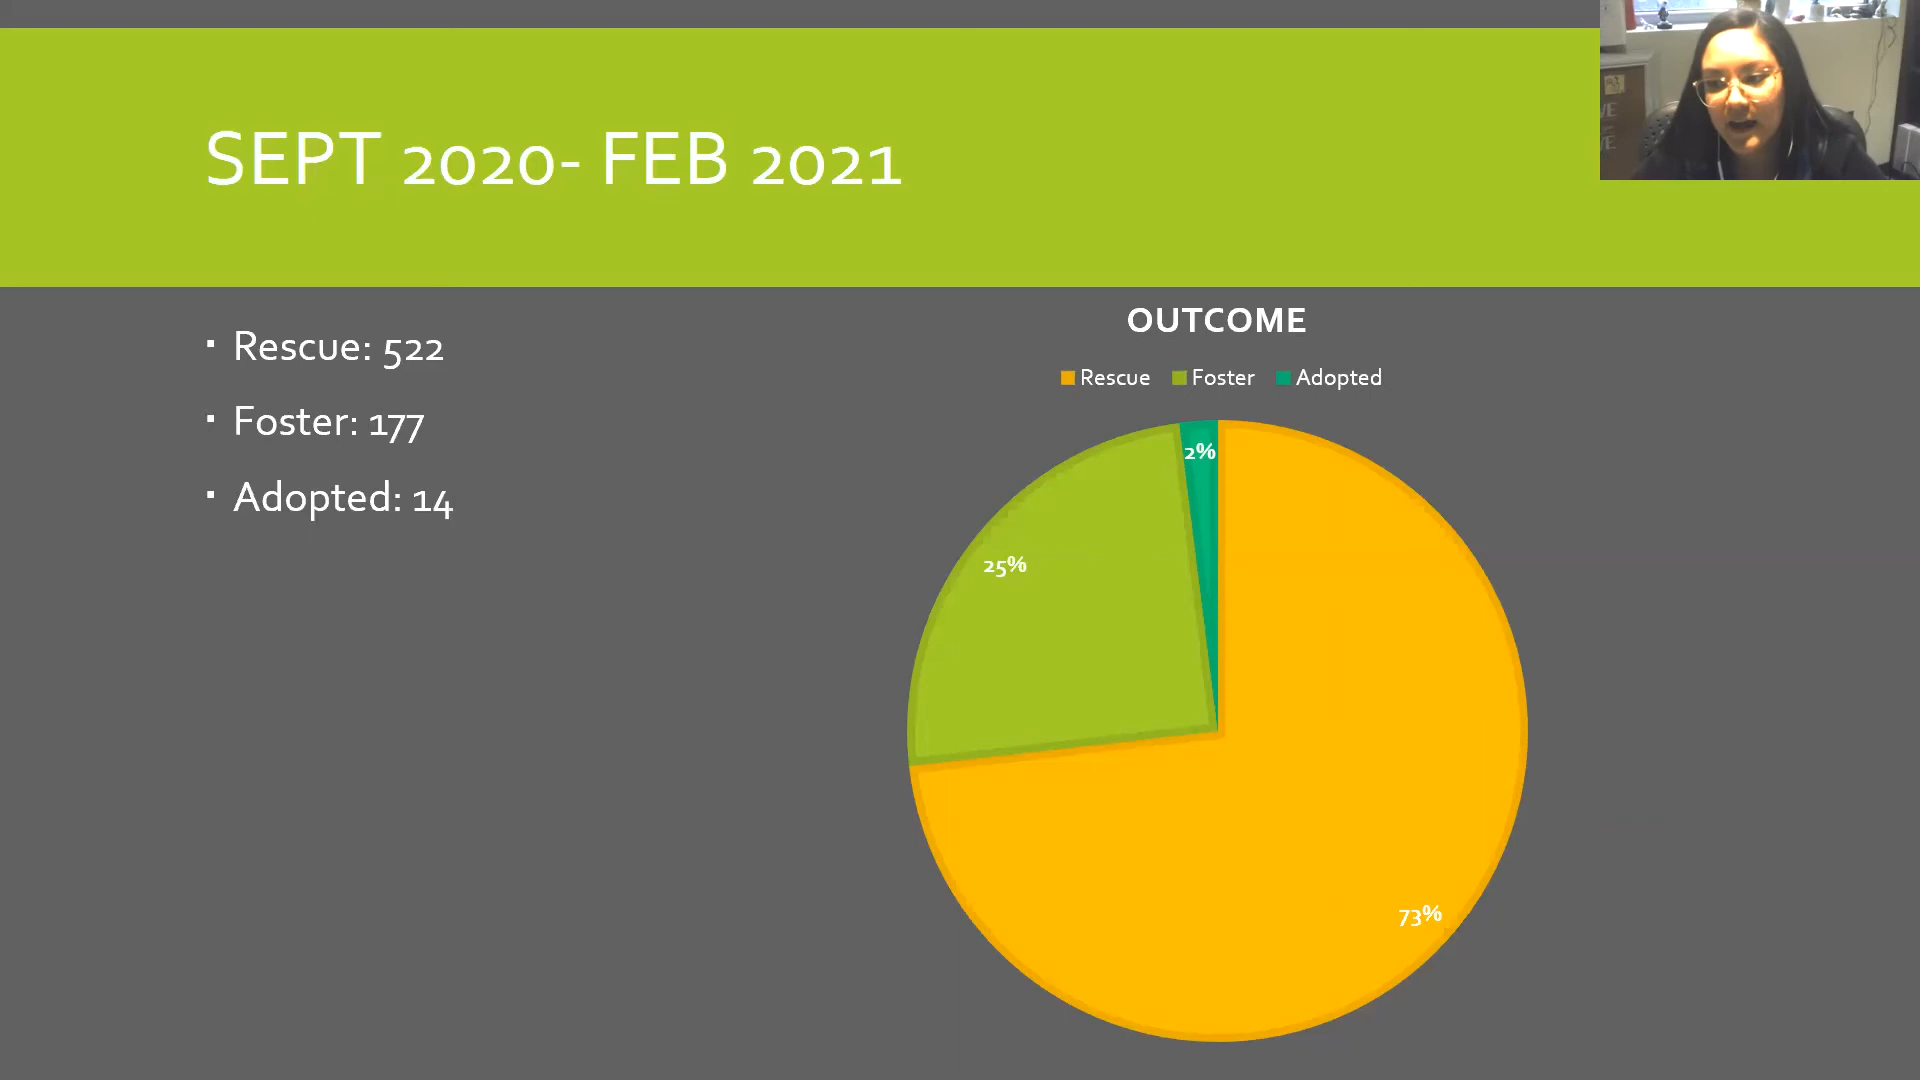 SEPT 2020- FEB 2021
Rescue: 522
Foster: 177
Adopted: 14
OUTCOME
Rescue Foster Adopted
2%
25%
73%